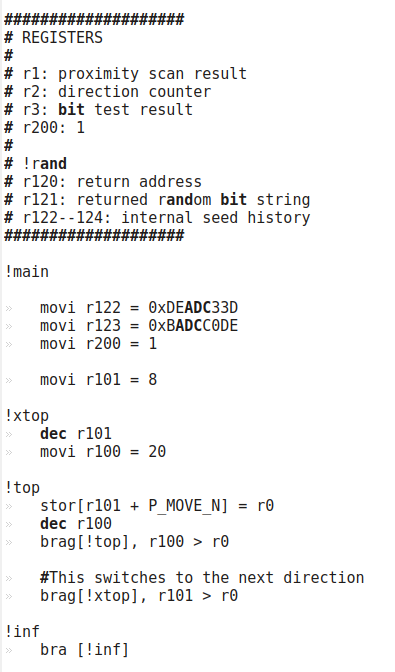 ####################
# REGISTERS
#
# r1: proximity scan result
# r2: direction counter
# r3: bit test result
# r200: 1
#
# !rand
# r120: return address
# r121: returned random bit string
# r122--124: internal seed history
####################
!main
» movi r122 = 0xDEADC33D
» movi r123 = 0xBADCC0DE
» movi r200 = 1
» movi r101 = 8
!xtop
» dec r101
» movi r100 = 20
!top
» stor[r101 + P_MOVE_N] = r0
» dec r100
» brag[!top], r100 > r0
» #This switches to the next direction
» brag[!xtop], r101 > r0
!inf
» bra [!inf]